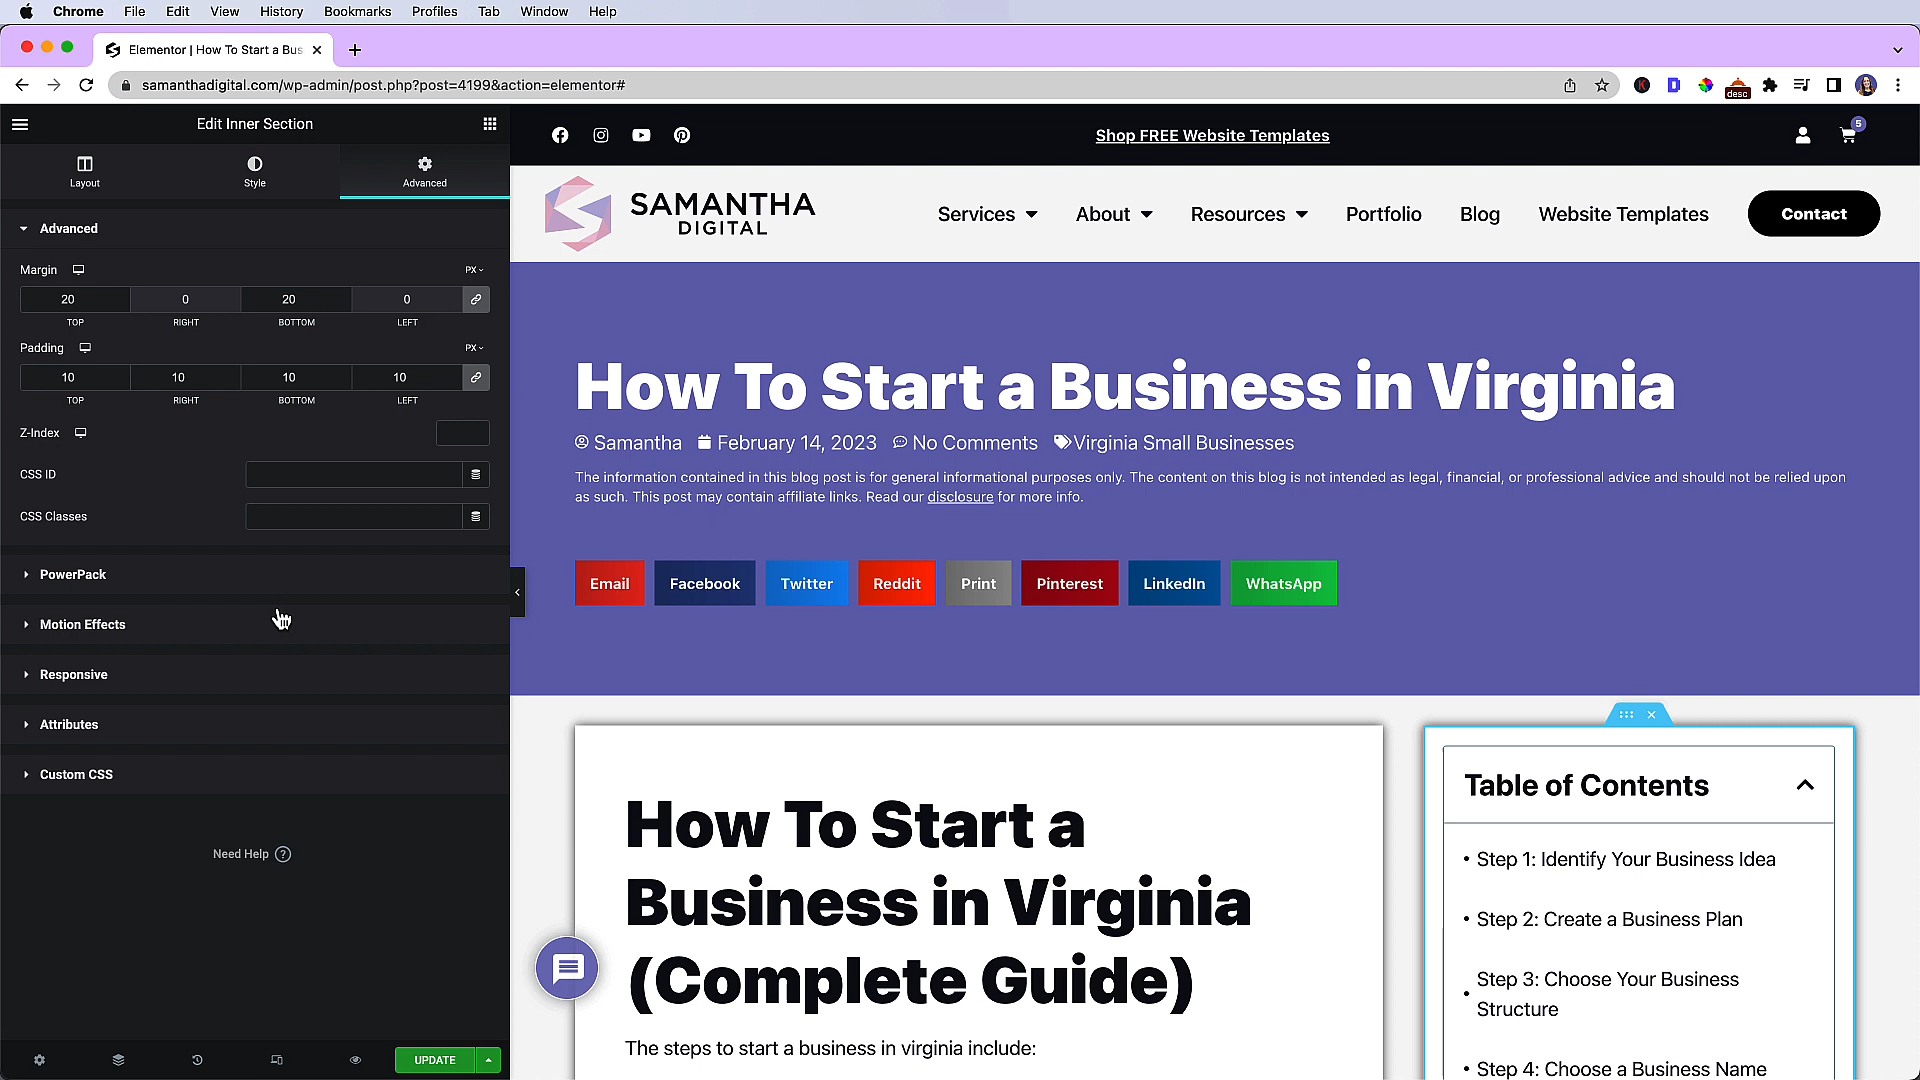 Chrome File Edit View History Bookmarks Profiles Tab Window Help
Elementor | How To Start a Bus
samanthadigital.com/wp-admin/post.php?post=4199&action=elementor#
desc
Edit Inner Section
Layout Style Advanced
Advanced
Margin PX
20 0 20 0
TOP RIGHT BOTTOM LEFT
Padding PX
10 10 10 10
TOP RIGHT BOTTOM LEFT
Z-Index
CSS ID
CSS Classes
PowerPack
Motion Effects
Responsive
Attributes
Custom CSS
Need Help ?
UPDATE
Shop FREE Website Templates
5
SAMANTHA
DIGITAL
Services About Resources Portfolio Blog Website Templates Contact
How To Start a Business in Virginia
Samantha February 14, 2023 No Comments Virginia Small Businesses
The information contained in this blog post is for general informational purposes only. The content on this blog is not intended as legal, financial, or professional advice and should not be relied upon
as such. This post may contain affiliate links. Read our disclosure for more info.
Email Facebook Twitter Reddit Print Pinterest LinkedIn WhatsApp
How To Start a
Business in Virginia
(Complete Guide)
The steps to start a business in virginia include:
Table of Contents
• Step 1: Identify Your Business Idea
• Step 2: Create a Business Plan
• Step 3: Choose Your Business
Structure
• Step 4: Choose a Business Name